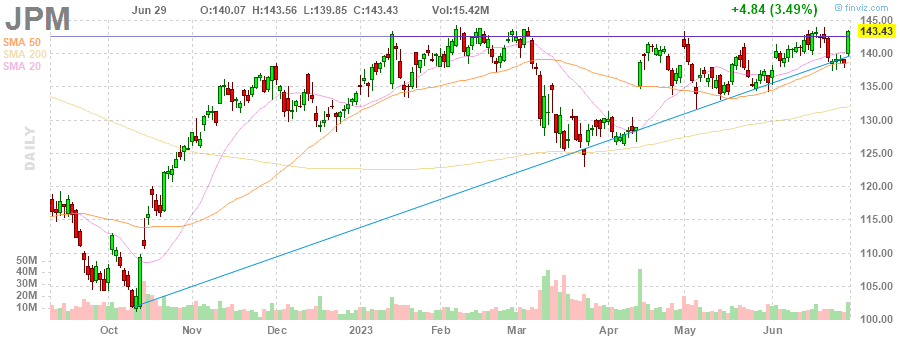 JPM Jun 29 O:140.07 H:143.56 L:139.85 C:143.43 Vol:15.42M +4.84 (3.49%) © finviz.com
SMA 50
SMA 200
SMA 20
DAILY
145.00
143.43
140.00
135.00
130.00
125.00
120.00
115.00
110.00
105.00
100.00
50M
40M
30M
20M
10M
Oct Nov Dec 2023 Feb Mar Apr May Jun